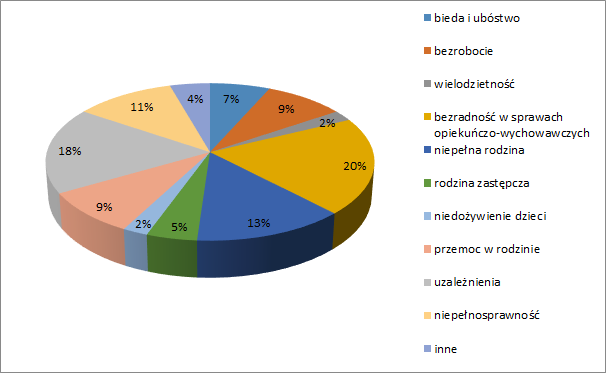 bieda i ubóstwo
bezrobocie
wielodzietność
bezradność w sprawach
opiekuńczo-wychowawczych
niepełna rodzina
rodzina zastępcza
niedożywienie dzieci
przemoc w rodzinie
uzależnienia
niepełnosprawność
inne
7%
9%
2%
20%
13%
5%
2%
9%
18%
11%
4%